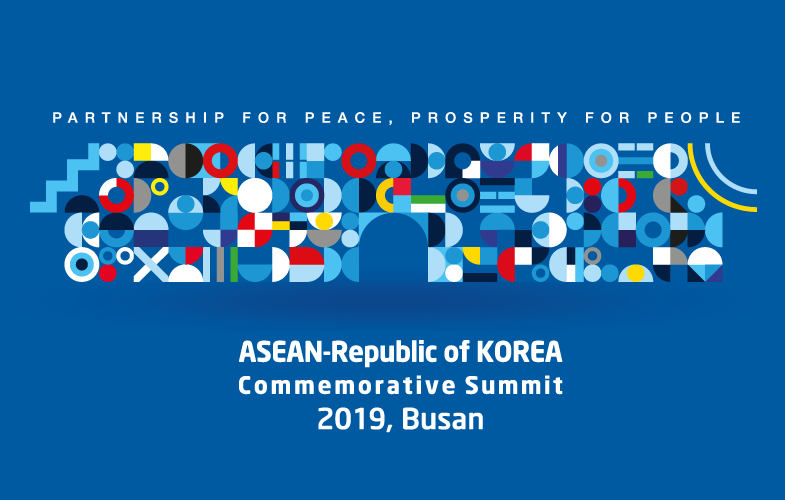 PARTNERSHIP FOR PEACE, PROSPERITY FOR PEOPLE
ASEAN-Republic of KOREA
Commemorative Summit
2019, Busan